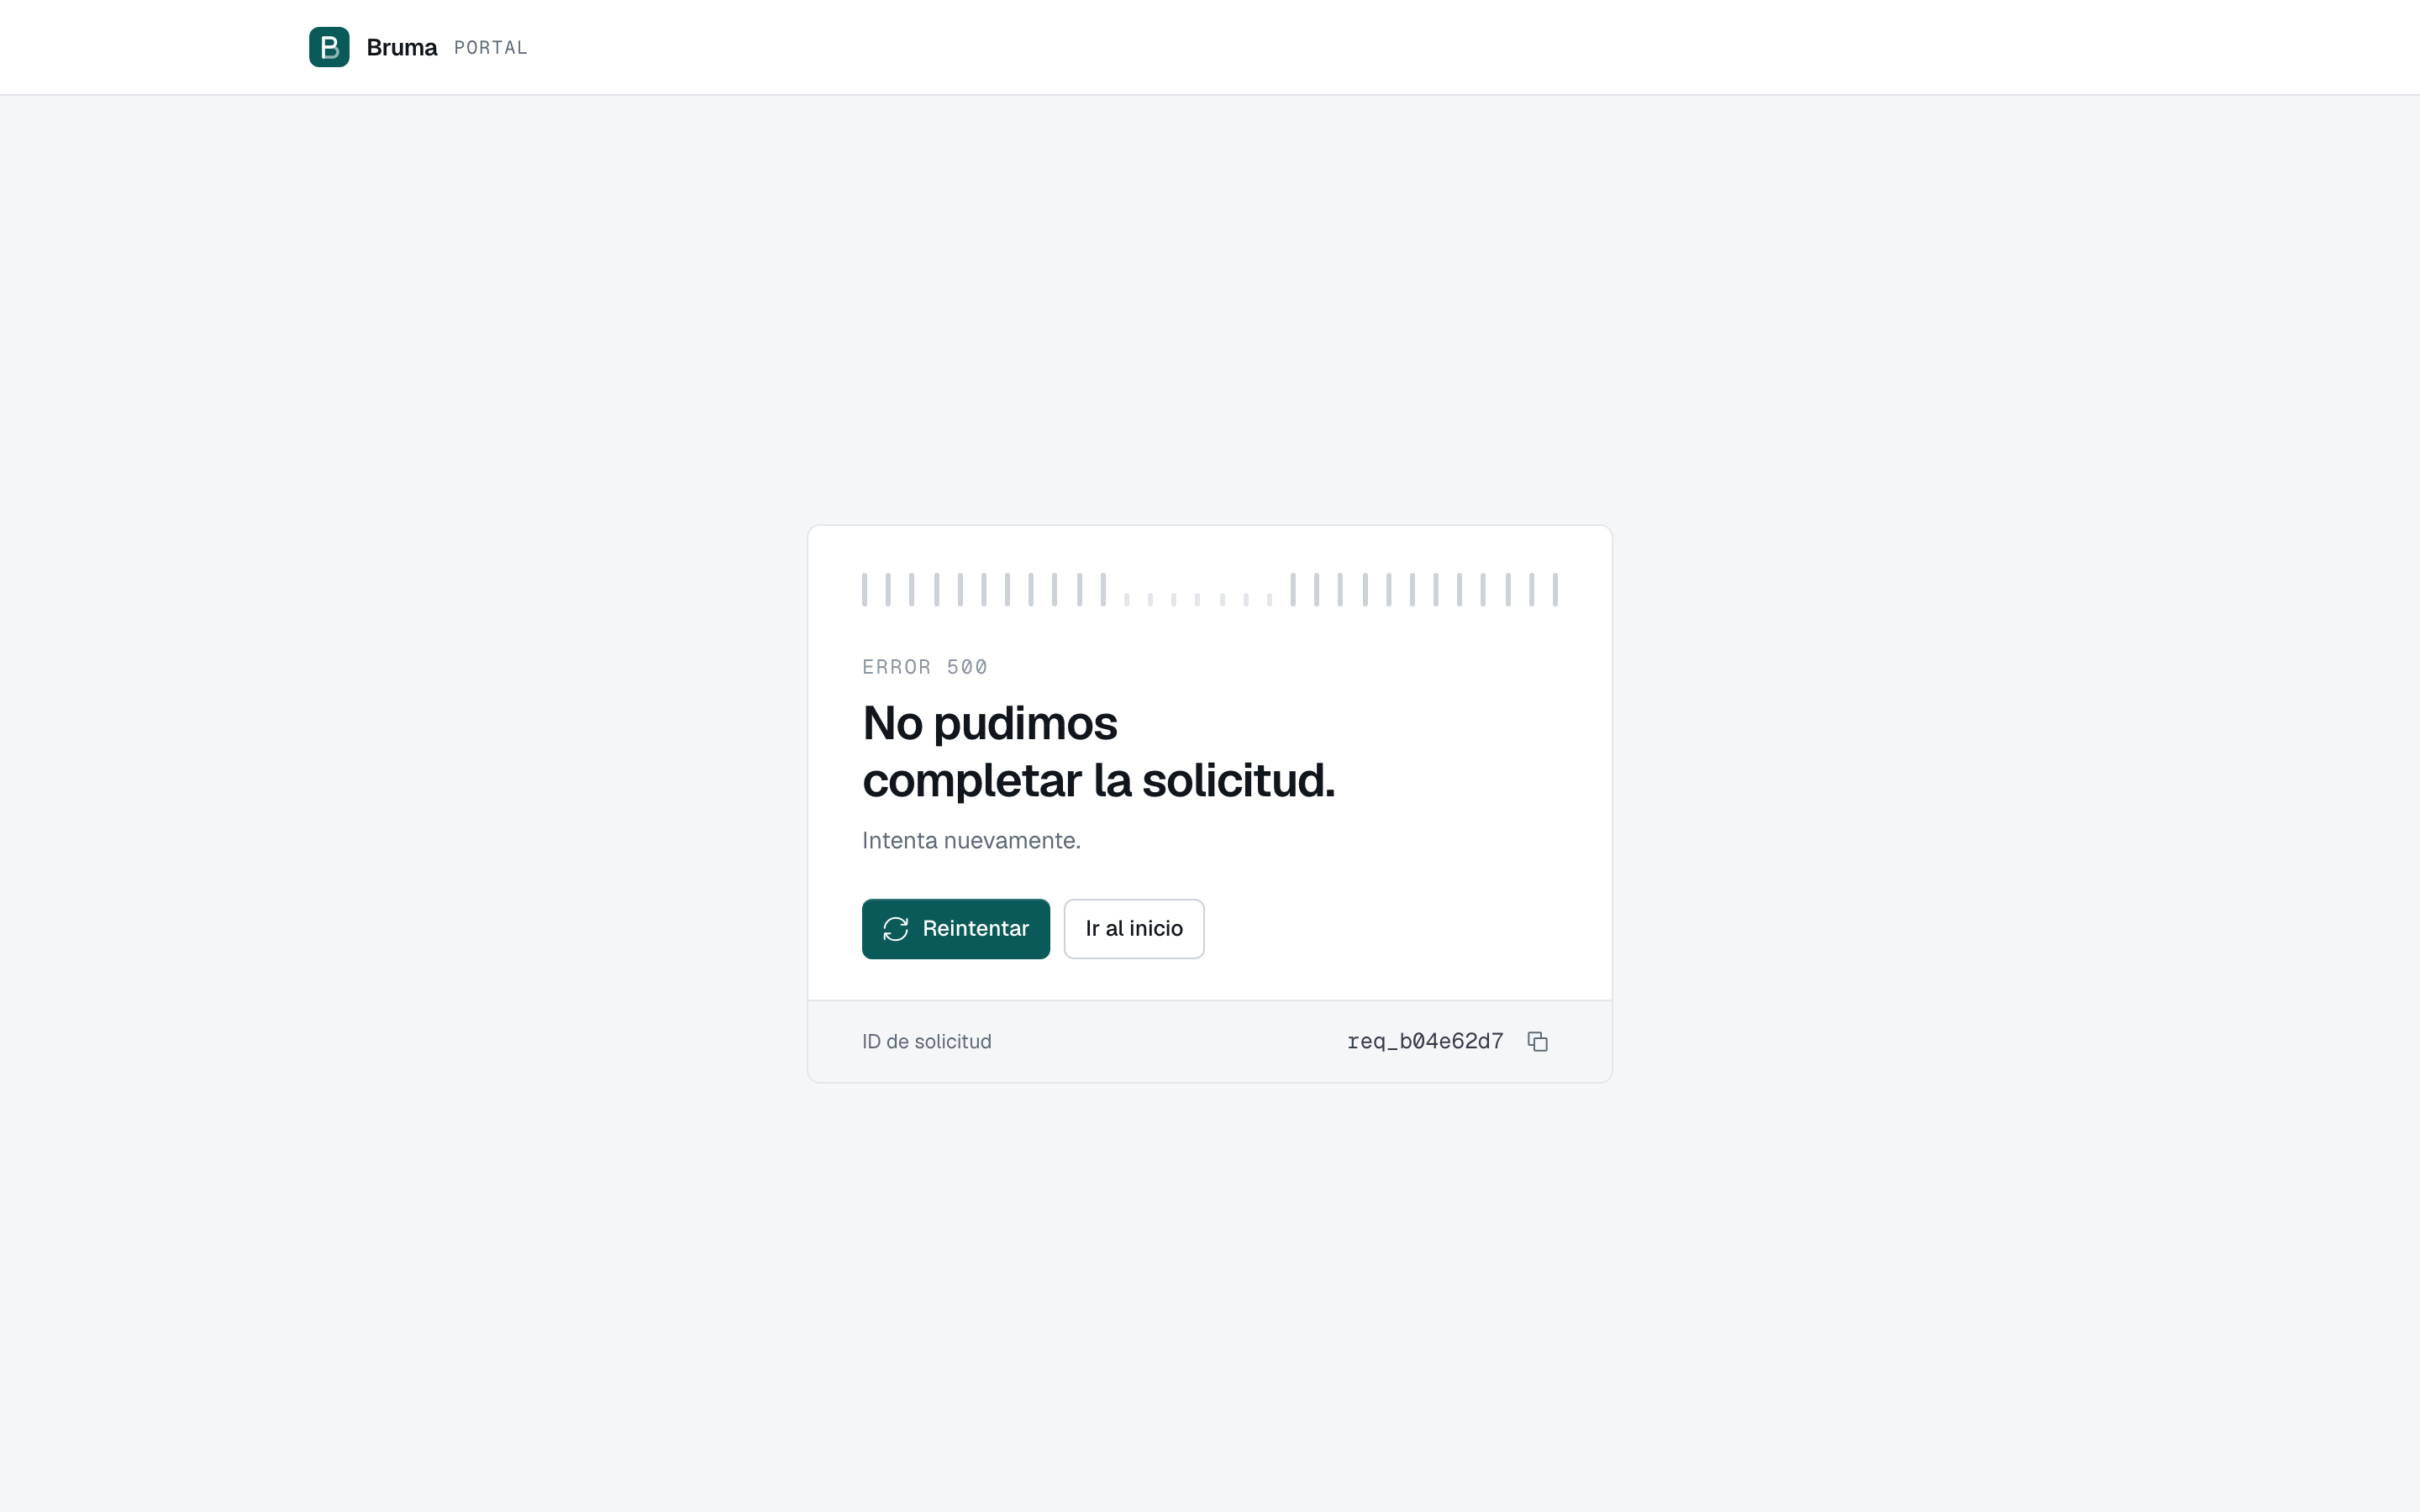 B Bruma PORTAL
ERROR 500
No pudimos
completar la solicitud.
Intenta nuevamente.
Reintentar Ir al inicio
ID de solicitud req_b04e62d7